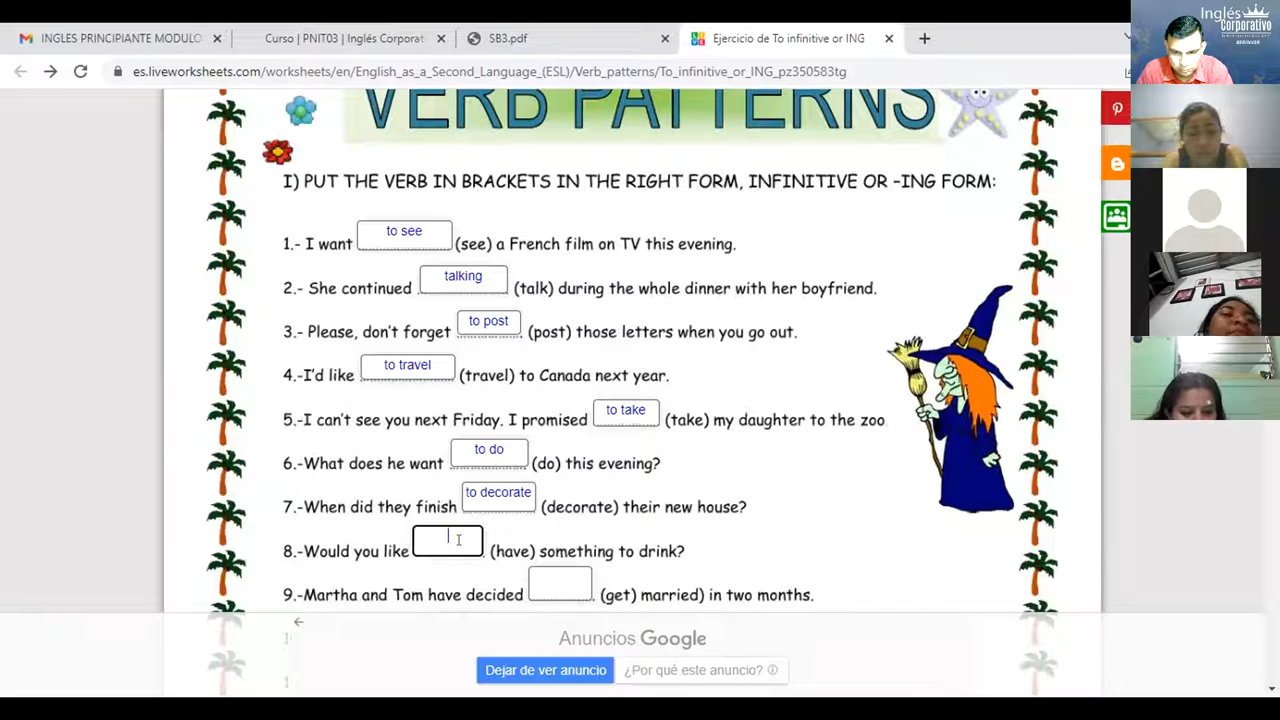 INGLES PRINCIPIANTE MODULO
Curso | PNIT03 | Inglés Corporat
SB3.pdf
Ejercicio de To infinitive or ING
Inglés
Corporativo
BEGINNER
es.liveworksheets.com/worksheets/en/English_as_a_Second_Language_(ESL)/Verb_patterns/To_infinitive_or_ING_pz350583tg
VERB PATTERNS
I) PUT THE VERB IN BRACKETS IN THE RIGHT FORM, INFINITIVE OR -ING FORM:
1.- I want to see (see) a French film on TV this evening.
2.- She continued talking (talk) during the whole dinner with her boyfriend.
3.- Please, don't forget to post (post) those letters when you go out.
4.-I'd like to travel (travel) to Canada next year.
5.-I can't see you next Friday. I promised to take (take) my daughter to the zoo
6.-What does he want to do (do) this evening?
7.-When did they finish to decorate (decorate) their new house?
8.-Would you like (have) something to drink?
9.-Martha and Tom have decided (get) married) in two months.
Anuncios Google
Dejar de ver anuncio
¿Por qué este anuncio?